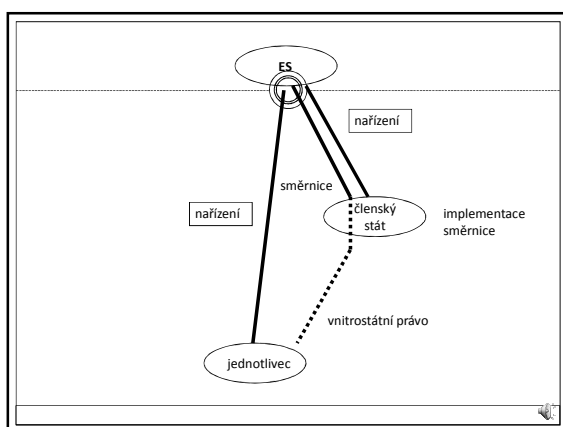 ES
nařízení
směrnice
nařízení
členský
stát
implementace
směrnice
vnitrostátní právo
jednotlivec